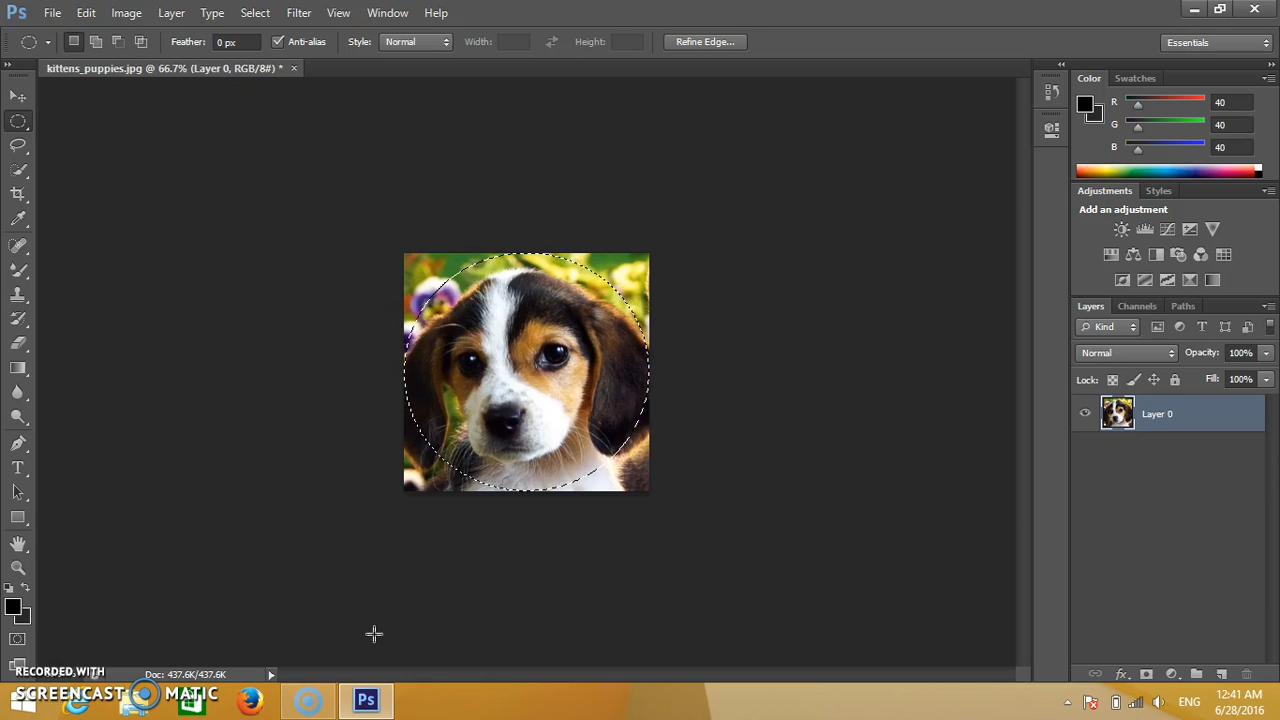 Ps File Edit Image Layer Type Select Filter View Window Help
Feather: 0 px Anti-alias Style: Normal Width: Height: Refine Edge... Essentials
kittens_puppies.jpg @ 66.7% (Layer 0, RGB/8#) * ×
Color Swatches
R 40
G 40
B 40
Adjustments Styles
Add an adjustment
Layers Channels Paths
Kind
Normal Opacity: 100%
Lock: Fill: 100%
Layer 0
Doc: 437.6K/437.6K
RECORDED WITH
SCREENCAST MATIC
Ps
ENG
12:41 AM
6/28/2016